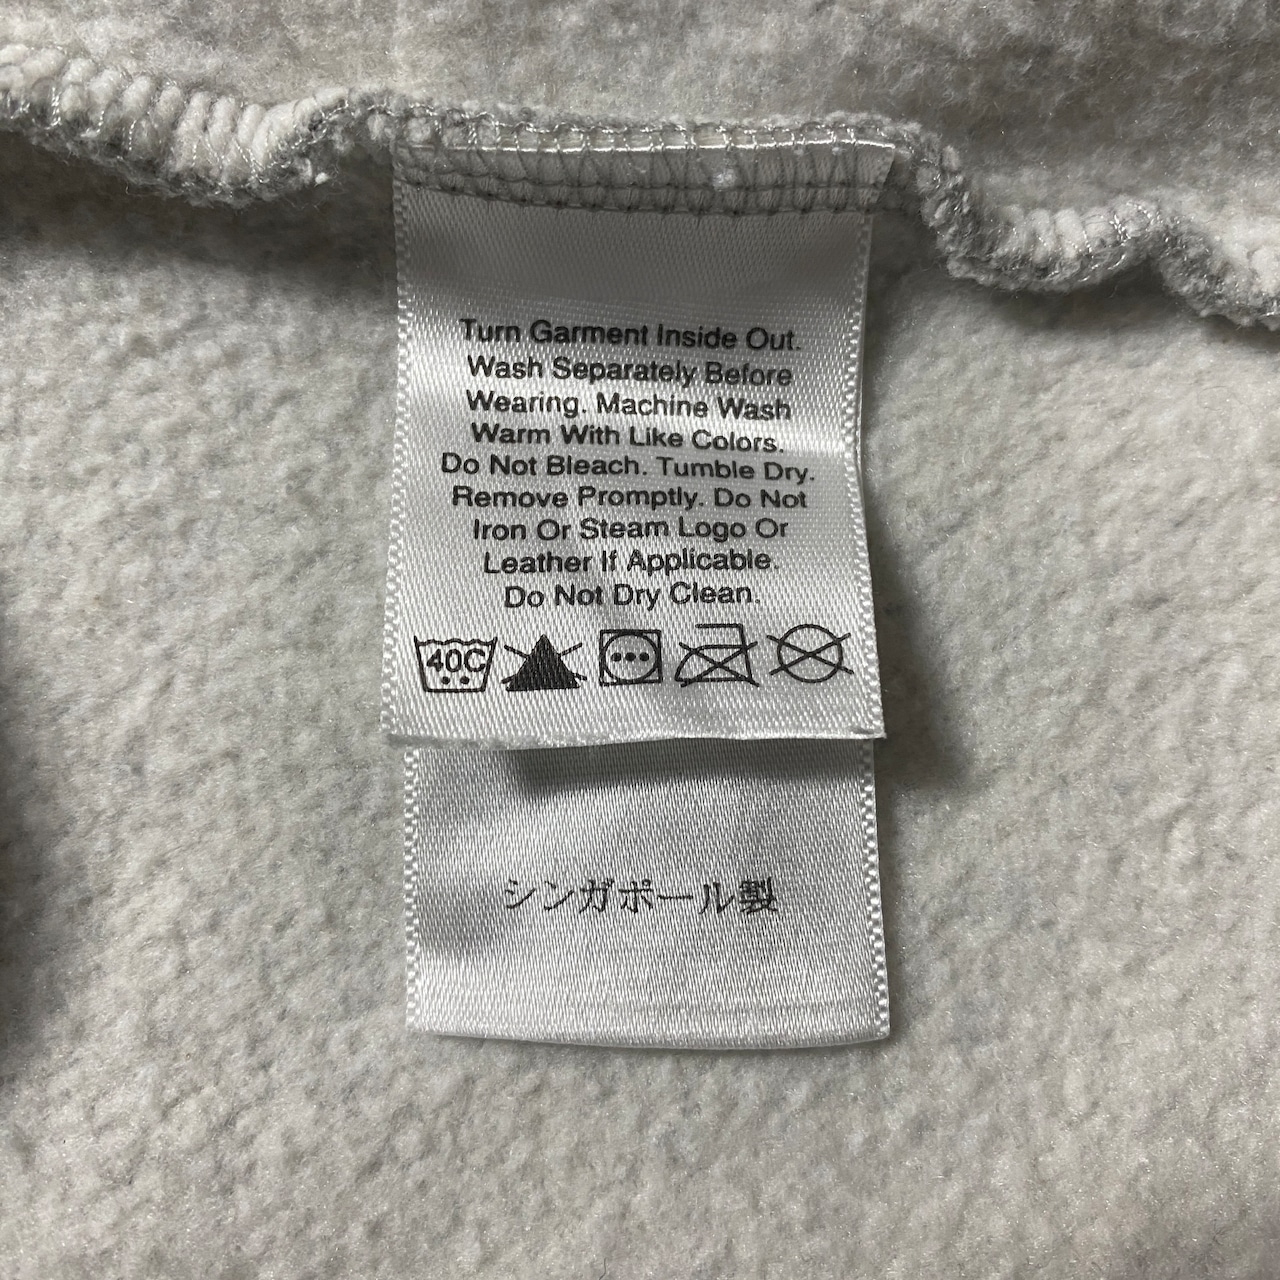 Turn Garment Inside Out.
Wash Separately Before
Wearing. Machine Wash
Warm With Like Colors.
Do Not Bleach. Tumble Dry.
Remove Promptly. Do Not
Iron Or Steam Logo Or
Leather If Applicable.
Do Not Dry Clean.
40C
シンガポール製